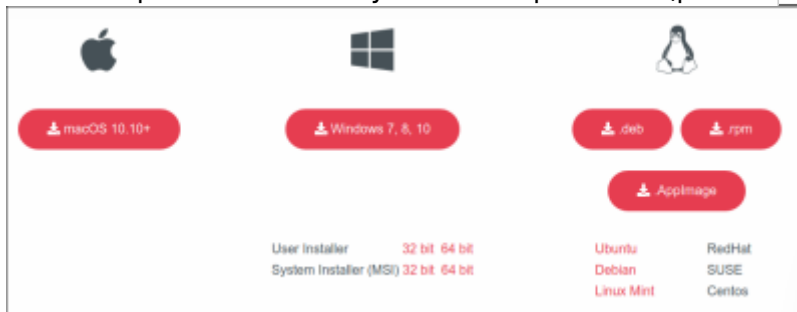 macOS 10.10+
Windows 7, 8, 10
.deb
.rpm
AppImage
User Installer 32 bit 64 bit
System Installer (MSI) 32 bit 64 bit
Ubuntu RedHat
Debian SUSE
Linux Mint Centos